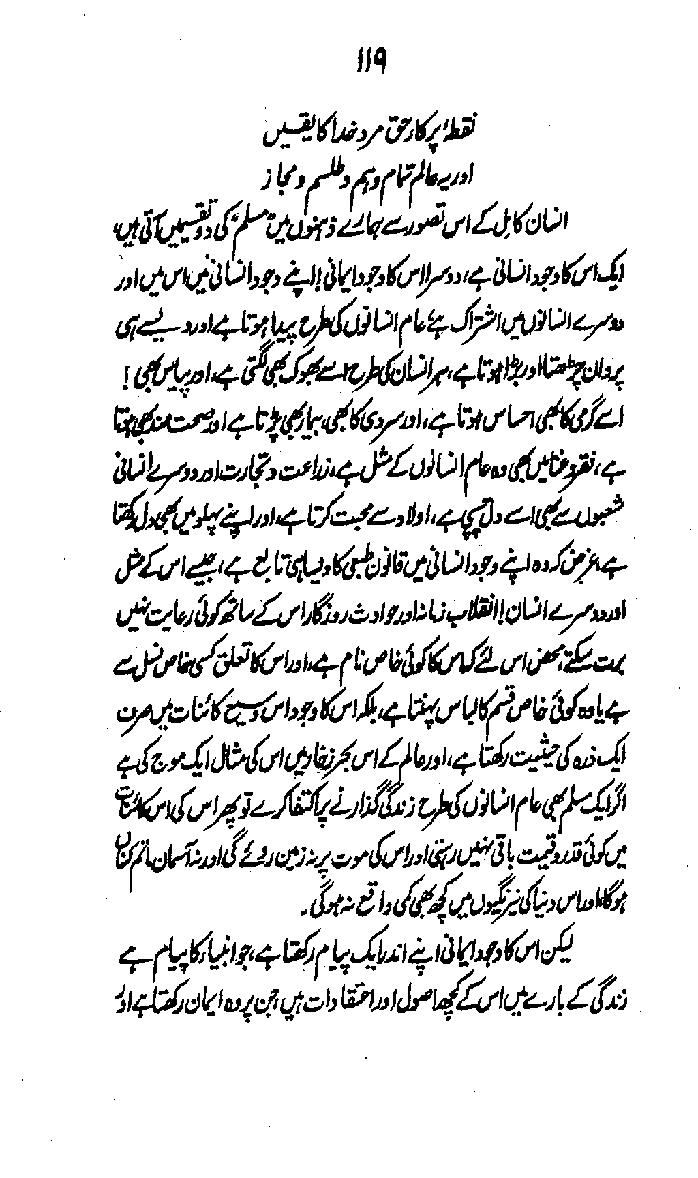 ۱۱۹
نقطۂ پرکار حق مرد خدا کا یقیں
اور یہ عالم تمام وہم و طلسم و مجاز
انسان کامل کے اس تصور سے ہمارے ذہنوں میں "مسلم" کی دو تقسیمیں آتی ہیں،
ایک اس کا وجود انسانی ہے، دوسرا اس کا وجود ایمانی! اپنے وجود انسانی میں اس میں اور
دوسرے انسانوں میں اشتراک ہے عام انسانوں کی طرح پیدا ہوتا ہے اور ویسے ہی
پروان چڑھتا اور بڑا ہوتا ہے، ہر انسان کی طرح اسے بھوک بھی لگتی ہے، اور پیاس بھی!
اسے گرمی کا بھی احساس ہوتا ہے، اور سردی کا بھی، بیمار بھی پڑتا ہے اور صحت مند بھی ہوتا
ہے، فقر و غنا میں بھی وہ عام انسانوں کے مثل ہے، زراعت و تجارت اور دوسرے انسانی
شعبوں سے بھی اسے دلچسپی ہے، اولاد سے محبت کرتا ہے، اور اپنے پہلو میں بھی دل رکھتا
ہے، غرض کہ وہ اپنے وجود انسانی میں قانون طبعی کا ویسا ہی تابع ہے، جیسے اس کے مثل
اور دوسرے انسان! انقلاب زمانہ اور حوادث روزگار اس کے ساتھ کوئی رعایت نہیں
برت سکتے، محض اس لئے کہ اس کا کوئی خاص نام ہے، اور اس کا تعلق کسی خاص نسل سے
ہے یا وہ کوئی خاص قسم کا لباس پہنتا ہے، بلکہ اس کا وجود اس وسیع کائنات میں صرف
ایک ذرہ کی حیثیت رکھتا ہے، اور عالم کے اس بحر زخار میں اس کی مثال ایک موج کی ہے
اگر ایک مسلم بھی عام انسانوں کی طرح زندگی گذارنے پر اکتفا کرے تو پھر اس کی اس کائنات
میں کوئی قدر و قیمت باقی نہیں رہتی اور اس کی موت پر نہ زمین روئے گی اور نہ آسمان ماتم کناں
ہوگا، اور اس دنیا کی نیرنگیوں میں کچھ بھی کمی واقع نہ ہوگی۔
لیکن اس کا وجود ایمانی اپنے اندر ایک پیام رکھتا ہے، جو انبیاء کا پیام ہے
زندگی کے بارے میں اس کے کچھ اصول اور اعتقادات ہیں جن پر وہ ایمان رکھتا ہے اور